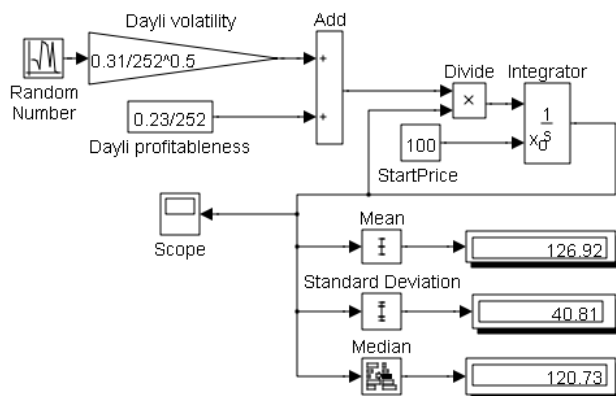 Dayli volatility
Add
0.31/252^0.5
+
Random
Number
Divide
Integrator
×
1
s
x0
0.23/252
+
Dayli profitableness
100
StartPrice
Scope
Mean
126.92
Standard Deviation
40.81
Median
120.73